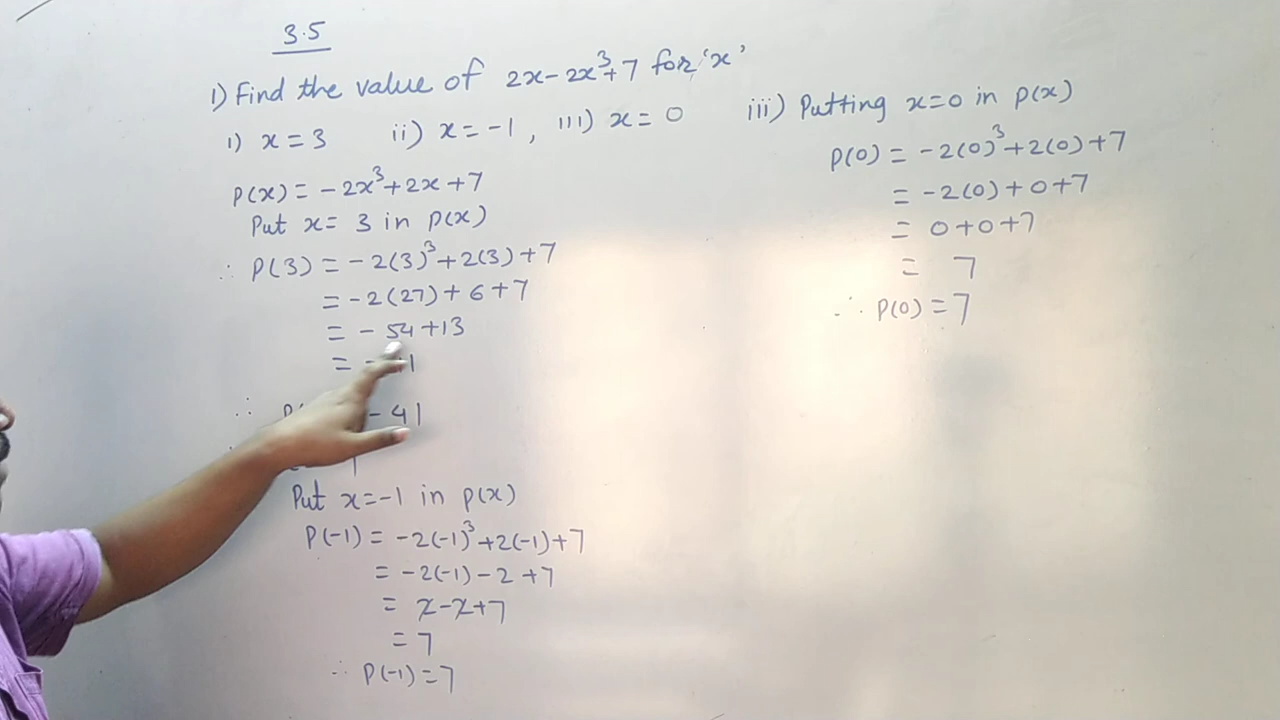 3.5
1) Find the value of 2x-2x³+7 for 'x'
i) x=3 ii) x=-1, iii) x=0
P(x) = -2x³+2x+7
Put x=3 in p(x)
∴ P(3) = -2(3)³+2(3)+7
= -2(27)+6+7
= -54+13
= - 1
∴ P -41
Put x=-1 in p(x)
P(-1) = -2(-1)³+2(-1)+7
= -2(-1)-2+7
= 2-2+7
= 7
∴ P(-1)=7
iii) Putting x=0 in p(x)
P(0) = -2(0)³+2(0)+7
= -2(0)+0+7
= 0+0+7
= 7
∴ P(0)=7